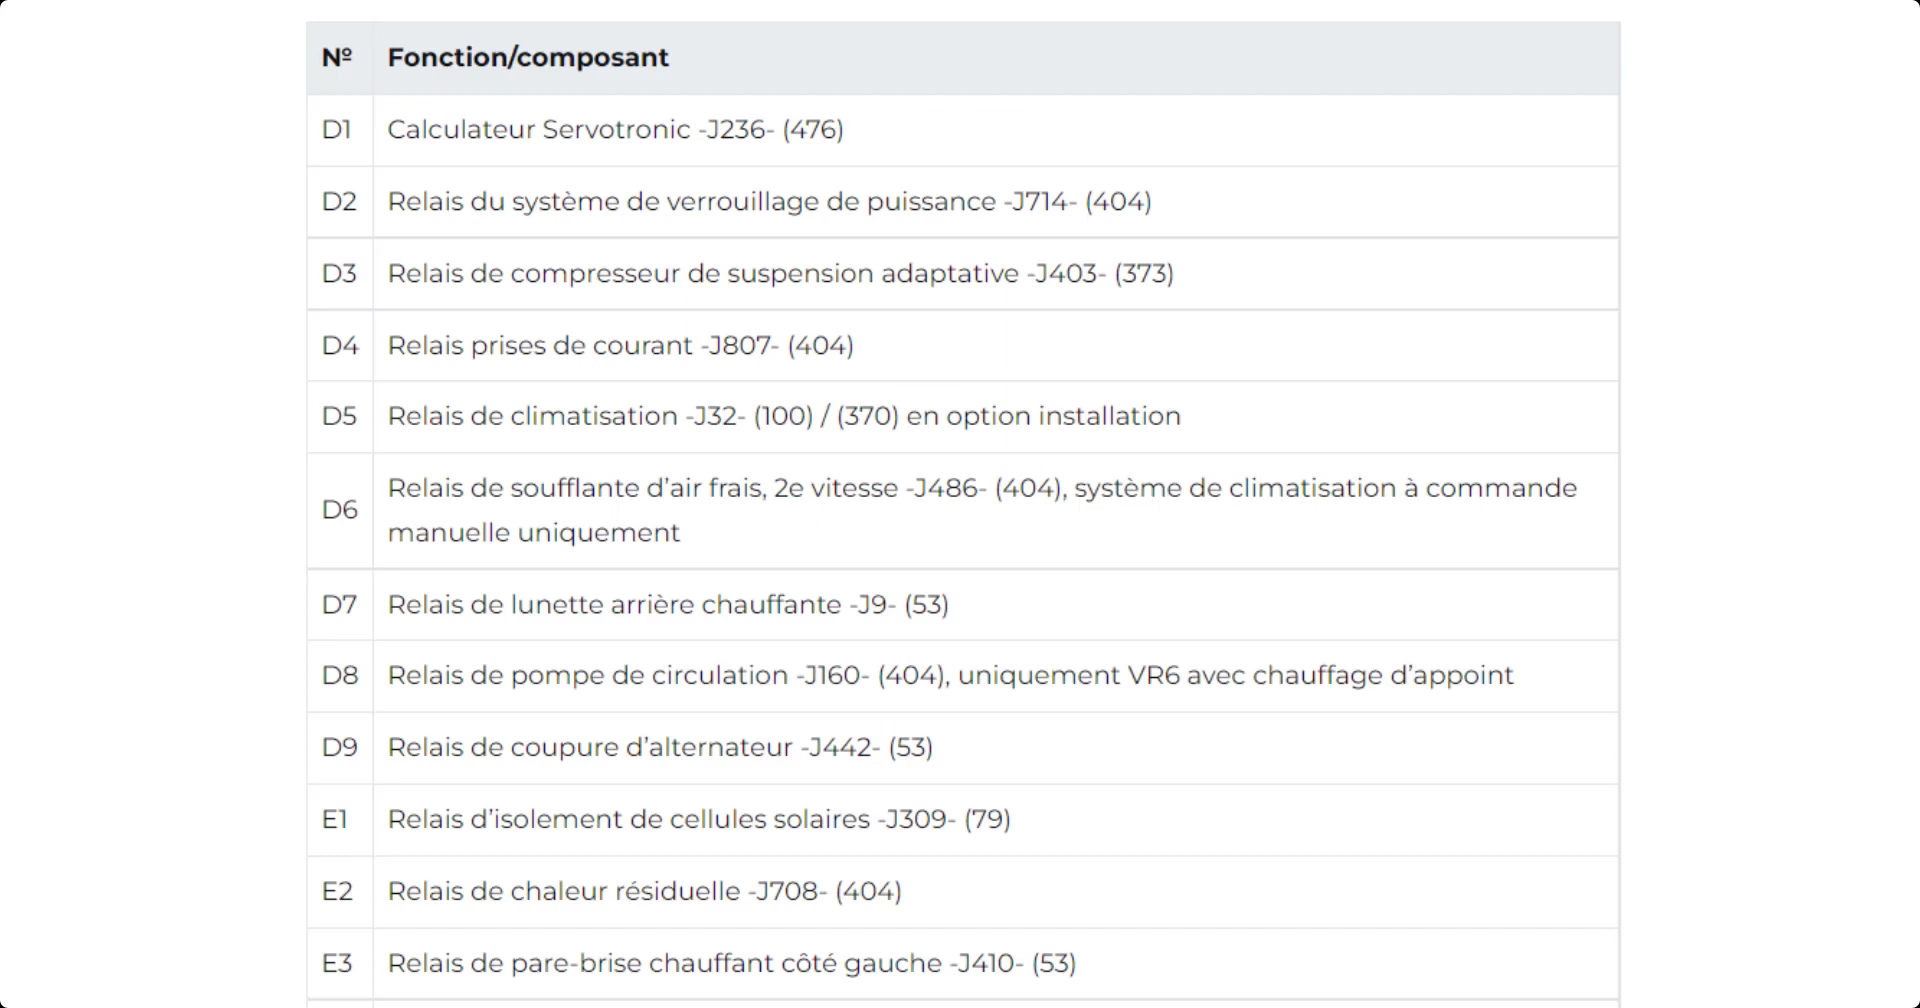 Nº Fonction/composant
D1 Calculateur Servotronic -J236- (476)
D2 Relais du système de verrouillage de puissance -J714- (404)
D3 Relais de compresseur de suspension adaptative -J403- (373)
D4 Relais prises de courant -J807- (404)
D5 Relais de climatisation -J32- (100) / (370) en option installation
D6 Relais de soufflante d’air frais, 2e vitesse -J486- (404), système de climatisation à commande
manuelle uniquement
D7 Relais de lunette arrière chauffante -J9- (53)
D8 Relais de pompe de circulation -J160- (404), uniquement VR6 avec chauffage d’appoint
D9 Relais de coupure d’alternateur -J442- (53)
E1 Relais d’isolement de cellules solaires -J309- (79)
E2 Relais de chaleur résiduelle -J708- (404)
E3 Relais de pare-brise chauffant côté gauche -J410- (53)